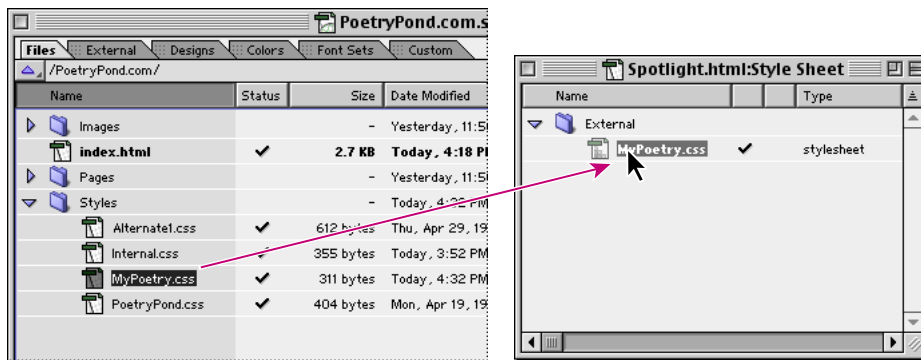 PoetryPond.com.s
Files External Designs Colors Font Sets Custom
/PoetryPond.com/
Name Status Size Date Modified
Images - Yesterday, 11:5
index.html 2.7 KB Today, 4:18 P
Pages - Yesterday, 11:5
Styles - Today, 4:32 PM
Alternate1.css 612 bytes Thu, Apr 29, 19
Internal.css 355 bytes Today, 3:52 PM
MyPoetry.css 311 bytes Today, 4:32 PM
PoetryPond.css 404 bytes Mon, Apr 19, 19
Spotlight.html:Style Sheet
Name Type
External
MyPoetry.css stylesheet